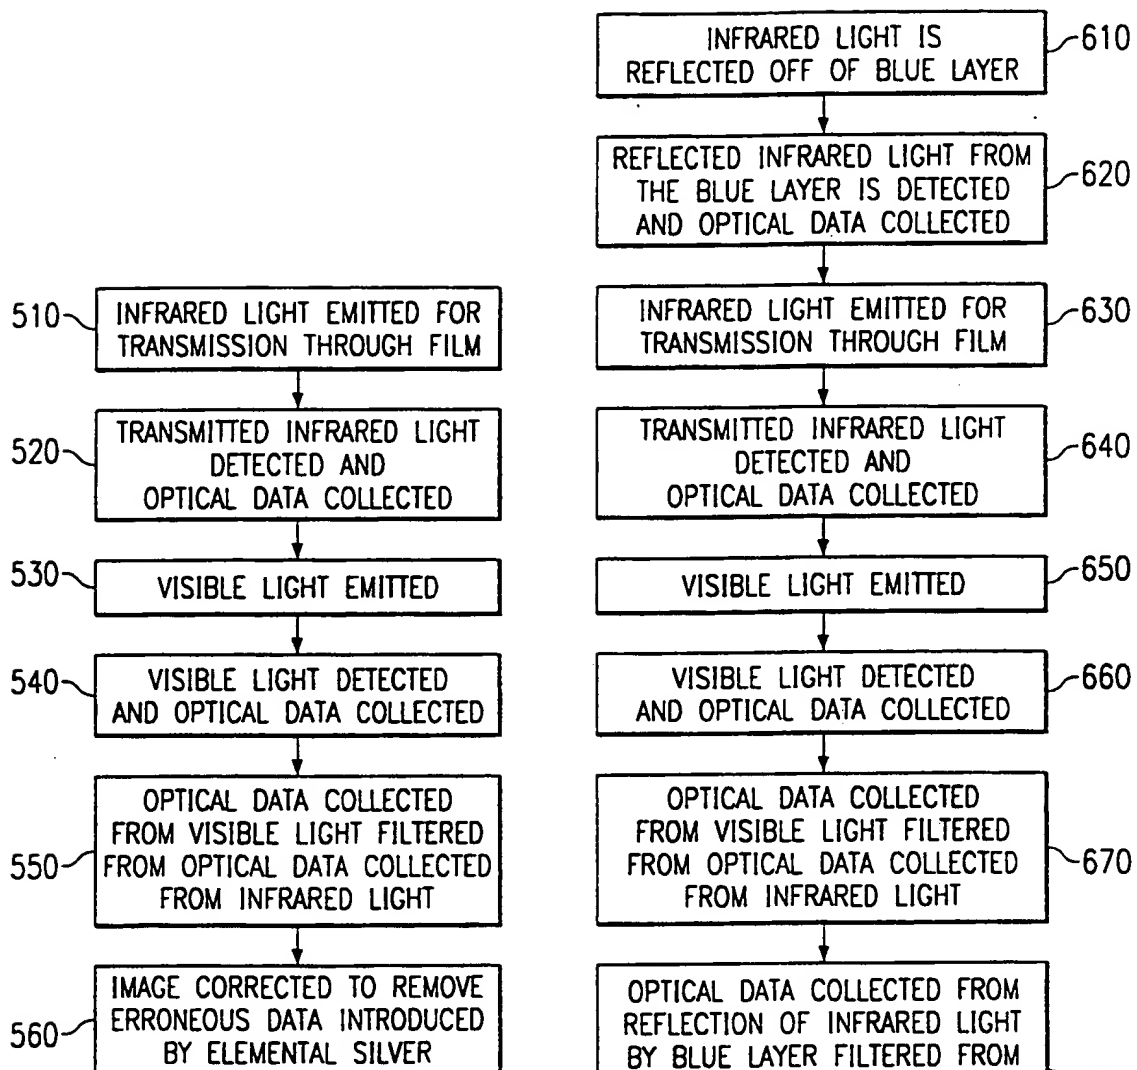 510
INFRARED LIGHT EMITTED FOR
TRANSMISSION THROUGH FILM
520
TRANSMITTED INFRARED LIGHT
DETECTED AND
OPTICAL DATA COLLECTED
530
VISIBLE LIGHT EMITTED
540
VISIBLE LIGHT DETECTED
AND OPTICAL DATA COLLECTED
550
OPTICAL DATA COLLECTED
FROM VISIBLE LIGHT FILTERED
FROM OPTICAL DATA COLLECTED
FROM INFRARED LIGHT
560
IMAGE CORRECTED TO REMOVE
ERRONEOUS DATA INTRODUCED
BY ELEMENTAL SILVER
INFRARED LIGHT IS
REFLECTED OFF OF BLUE LAYER
610
REFLECTED INFRARED LIGHT FROM
THE BLUE LAYER IS DETECTED
AND OPTICAL DATA COLLECTED
620
INFRARED LIGHT EMITTED FOR
TRANSMISSION THROUGH FILM
630
TRANSMITTED INFRARED LIGHT
DETECTED AND
OPTICAL DATA COLLECTED
640
VISIBLE LIGHT EMITTED
650
VISIBLE LIGHT DETECTED
AND OPTICAL DATA COLLECTED
660
OPTICAL DATA COLLECTED
FROM VISIBLE LIGHT FILTERED
FROM OPTICAL DATA COLLECTED
FROM INFRARED LIGHT
670
OPTICAL DATA COLLECTED FROM
REFLECTION OF INFRARED LIGHT
BY BLUE LAYER FILTERED FROM